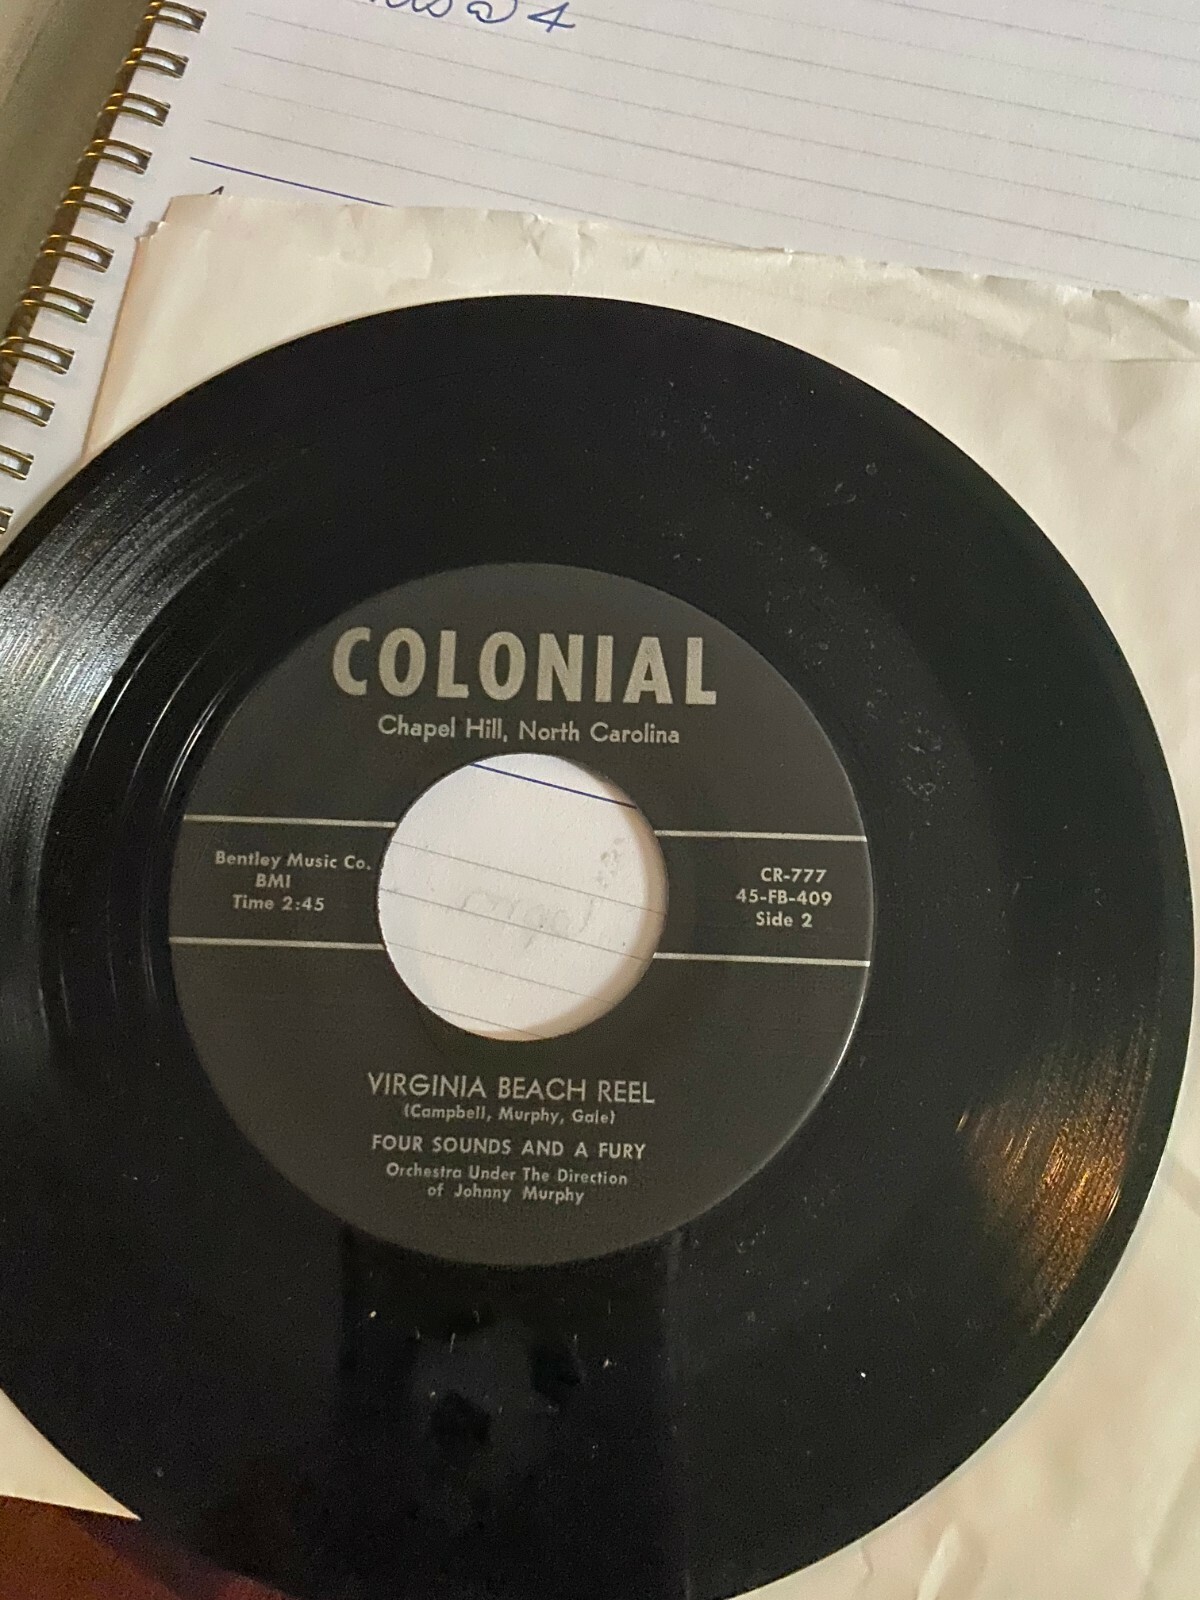 @ 4
COLONIAL
Chapel Hill, North Carolina
Bentley Music Co.
BMI
Time 2:45
CR-777
45-FB-409
Side 2
VIRGINIA BEACH REEL
(Campbell, Murphy, Gale)
FOUR SOUNDS AND A FURY
Orchestra Under The Direction
of Johnny Murphy